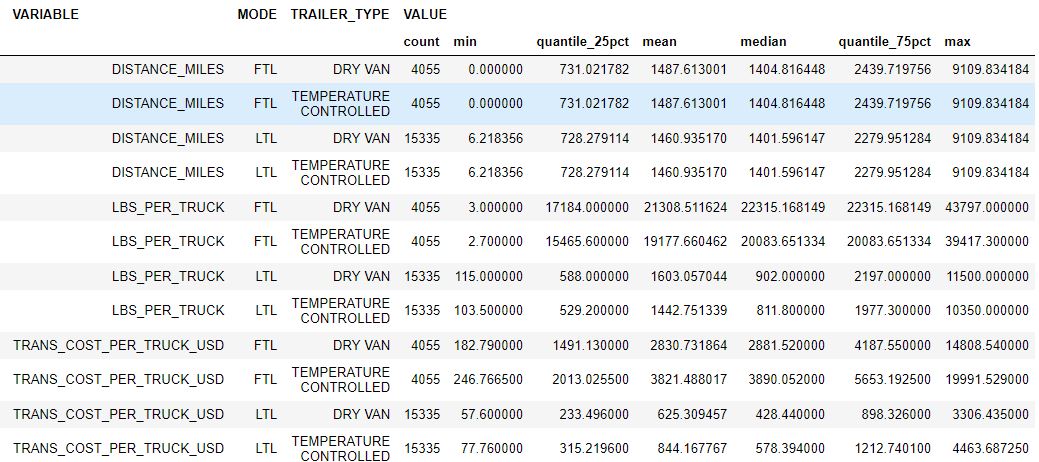 VARIABLE MODE TRAILER_TYPE VALUE
count min quantile_25pct mean median quantile_75pct max
DISTANCE_MILES FTL DRY VAN 4055 0.000000 731.021782 1487.613001 1404.816448 2439.719756 9109.834184
DISTANCE_MILES FTL TEMPERATURE CONTROLLED 4055 0.000000 731.021782 1487.613001 1404.816448 2439.719756 9109.834184
DISTANCE_MILES LTL DRY VAN 15335 6.218356 728.279114 1460.935170 1401.596147 2279.951284 9109.834184
DISTANCE_MILES LTL TEMPERATURE CONTROLLED 15335 6.218356 728.279114 1460.935170 1401.596147 2279.951284 9109.834184
LBS_PER_TRUCK FTL DRY VAN 4055 3.000000 17184.000000 21308.511624 22315.168149 22315.168149 43797.000000
LBS_PER_TRUCK FTL TEMPERATURE CONTROLLED 4055 2.700000 15465.600000 19177.660462 20083.651334 20083.651334 39417.300000
LBS_PER_TRUCK LTL DRY VAN 15335 115.000000 588.000000 1603.057044 902.000000 2197.000000 11500.000000
LBS_PER_TRUCK LTL TEMPERATURE CONTROLLED 15335 103.500000 529.200000 1442.751339 811.800000 1977.300000 10350.000000
TRANS_COST_PER_TRUCK_USD FTL DRY VAN 4055 182.790000 1491.130000 2830.731864 2881.520000 4187.550000 14808.540000
TRANS_COST_PER_TRUCK_USD FTL TEMPERATURE CONTROLLED 4055 246.766500 2013.025500 3821.488017 3890.052000 5653.192500 19991.529000
TRANS_COST_PER_TRUCK_USD LTL DRY VAN 15335 57.600000 233.496000 625.309457 428.440000 898.326000 3306.435000
TRANS_COST_PER_TRUCK_USD LTL TEMPERATURE CONTROLLED 15335 77.760000 315.219600 844.167767 578.394000 1212.740100 4463.687250